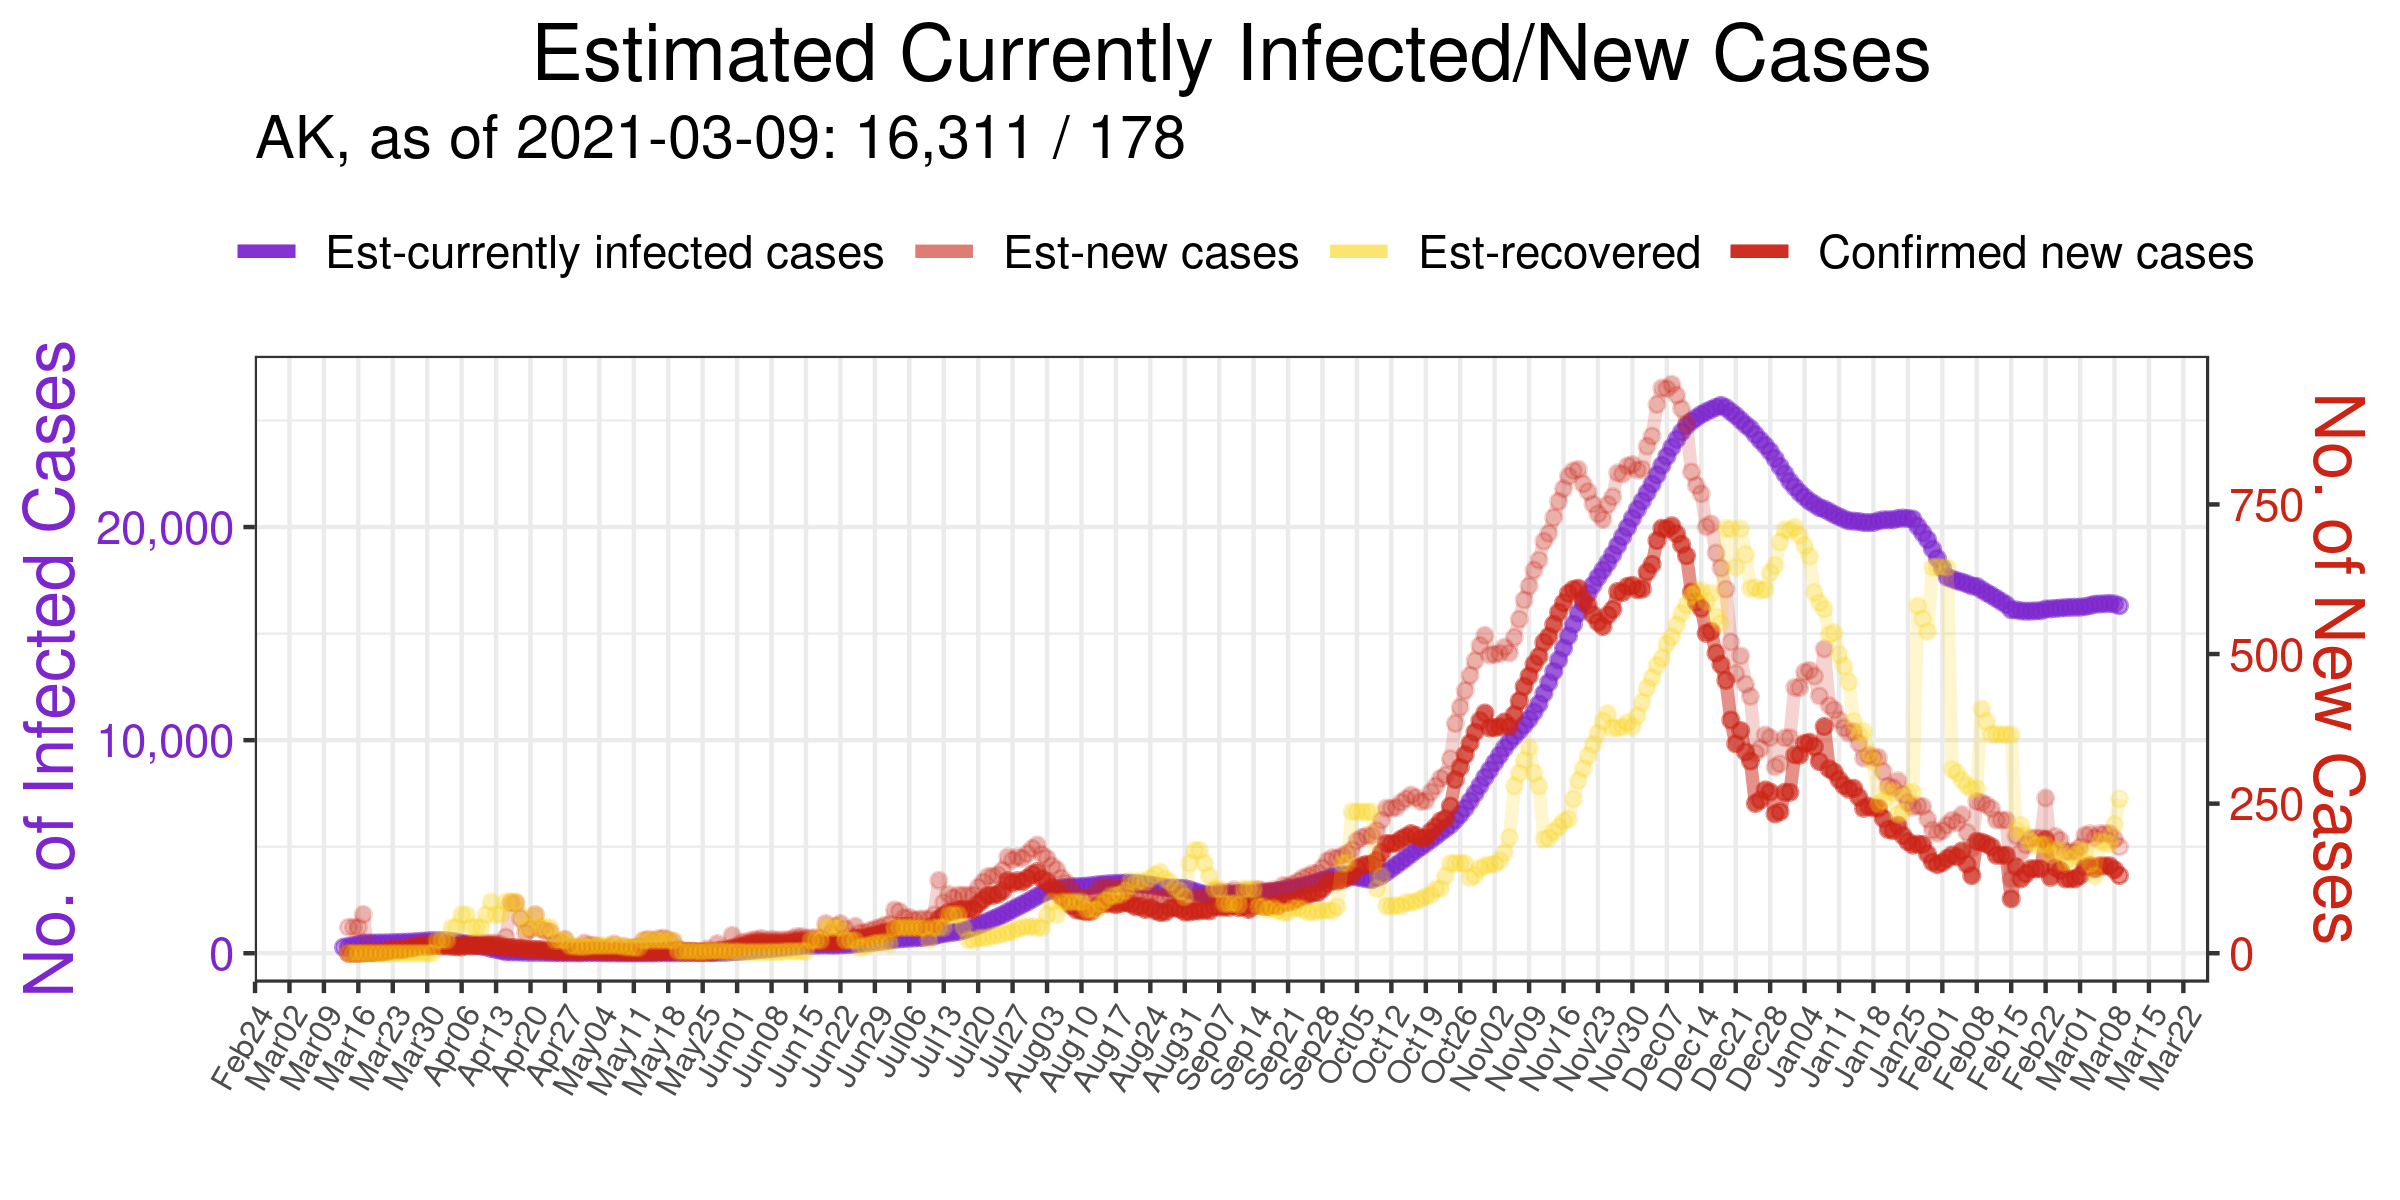 Estimated Currently Infected/New Cases
AK, as of 2021-03-09: 16,311 / 178
Est-currently infected cases Est-new cases Est-recovered Confirmed new cases
No. of Infected Cases
20,000
10,000
0
750
500
250
0
No. of New Cases
Feb24 Mar02 Mar09 Mar16 Mar23 Mar30 Apr06 Apr13 Apr20 Apr27 May04 May11 May18 May25 Jun01 Jun08 Jun15 Jun22 Jun29 Jul06 Jul13 Jul20 Jul27 Aug03 Aug10 Aug17 Aug24 Aug31 Sep07 Sep14 Sep21 Sep28 Oct05 Oct12 Oct19 Oct26 Nov02 Nov09 Nov16 Nov23 Nov30 Dec07 Dec14 Dec21 Dec28 Jan04 Jan11 Jan18 Jan25 Feb01 Feb08 Feb15 Feb22 Mar01 Mar08 Mar15 Mar22